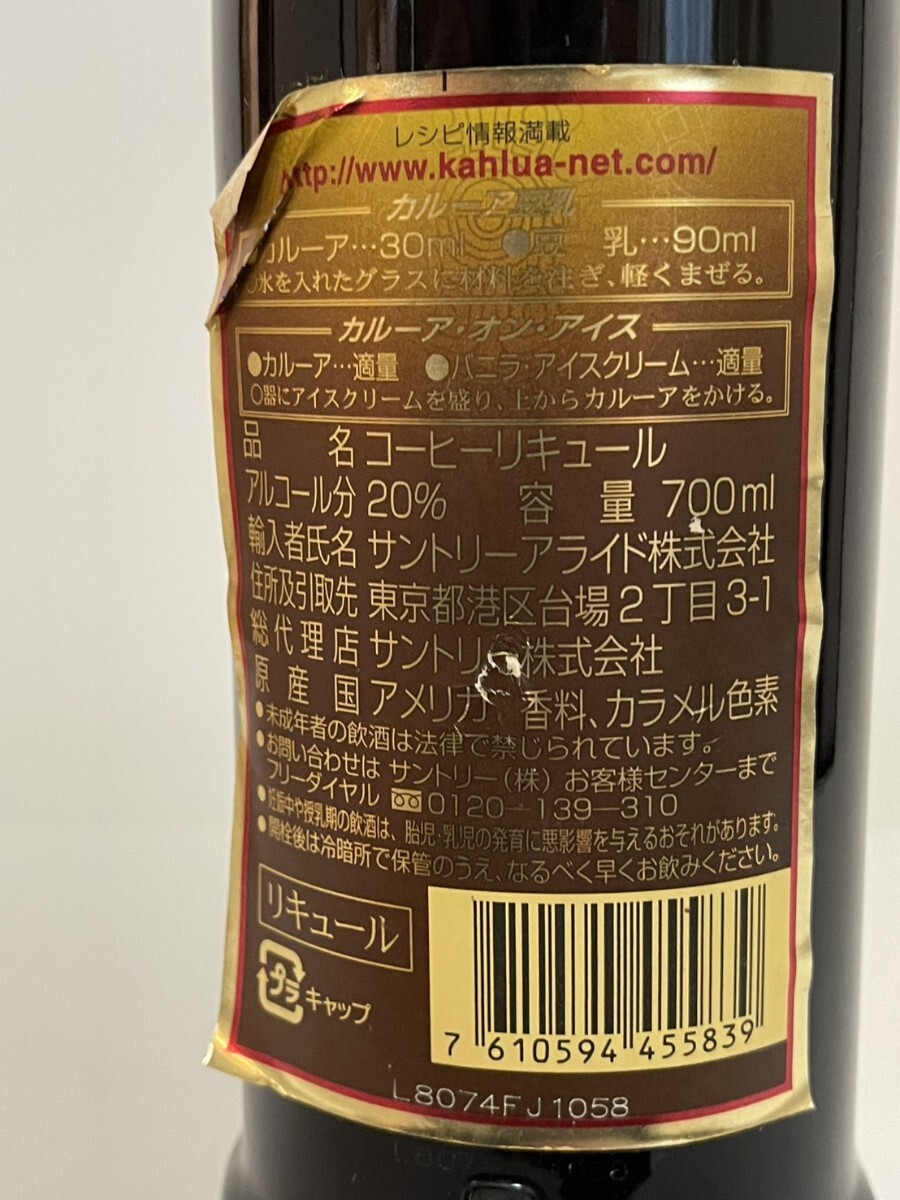 レシピ情報満載
http://www.kahlua-net.com/
カルーア豆乳
カルーア…30ml ●豆 乳…90ml
○氷を入れたグラスに材料を注ぎ、軽くまぜる。
カルーア・オン・アイス
●カルーア…適量 ●バニラ・アイスクリーム…適量
○器にアイスクリームを盛り、上からカルーアをかける。
品 名 コーヒーリキュール
アルコール分 20% 容 量 700ml
輸入者氏名 サントリーアライド株式会社
住所及引取先 東京都港区台場2丁目3-1
総代理店 サントリー株式会社
原産国 アメリカ 香料、カラメル色素
●未成年者の飲酒は法律で禁じられています。
●お問い合わせは サントリー(株)お客様センターまで
フリーダイヤル 0120-139-310
●妊娠中や授乳期の飲酒は、胎児・乳児の発育に悪影響を与えるおそれがあります。
●開栓後は冷暗所で保管のうえ、なるべく早くお飲みください。
リキュール
プラ キャップ
7 610594 455839
L8074FJ1058